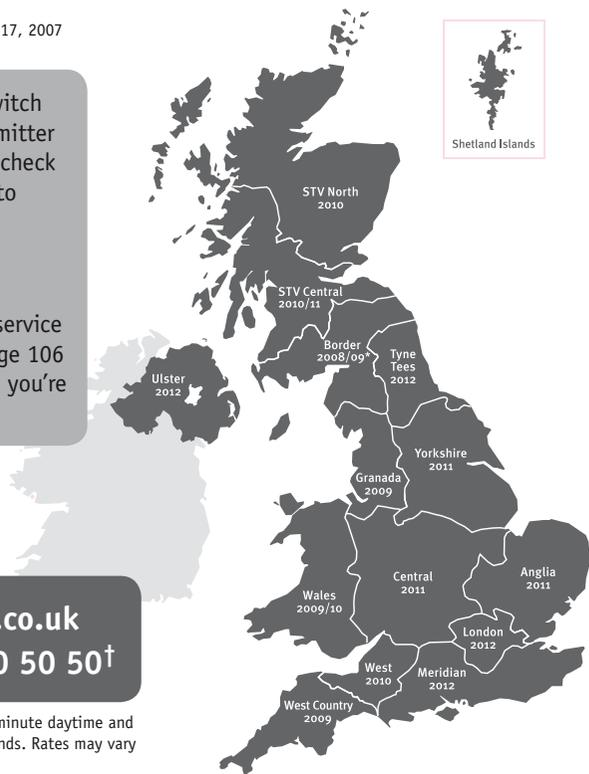 17, 2007
witch
mitter
check
to
service
ge 106
you're
.co.uk
0 50 50†
minute daytime and
nds. Rates may vary
Shetland Islands
STV North
2010
STV Central
2010/11
Border
2008/09*
Tyne
Tees
2012
Ulster
2012
Yorkshire
2011
Granada
2009
Anglia
2011
Central
2011
Wales
2009/10
London
2012
West
2010
Meridian
2012
West Country
2009